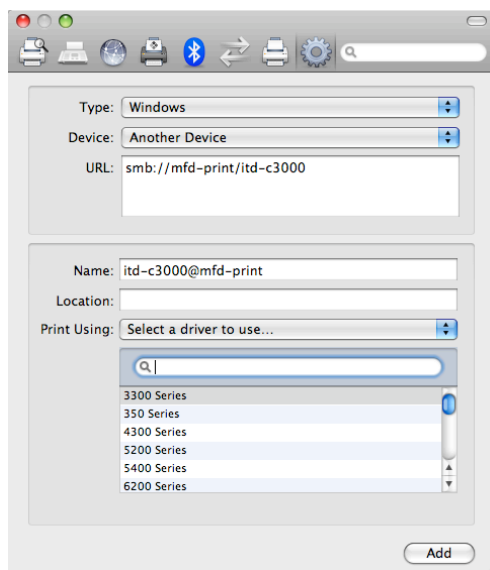 Type: Windows
Device: Another Device
URL: smb://mfd-print/itd-c3000
Name: itd-c3000@mfd-print
Location:
Print Using: Select a driver to use...
3300 Series
350 Series
4300 Series
5200 Series
5400 Series
6200 Series
Add